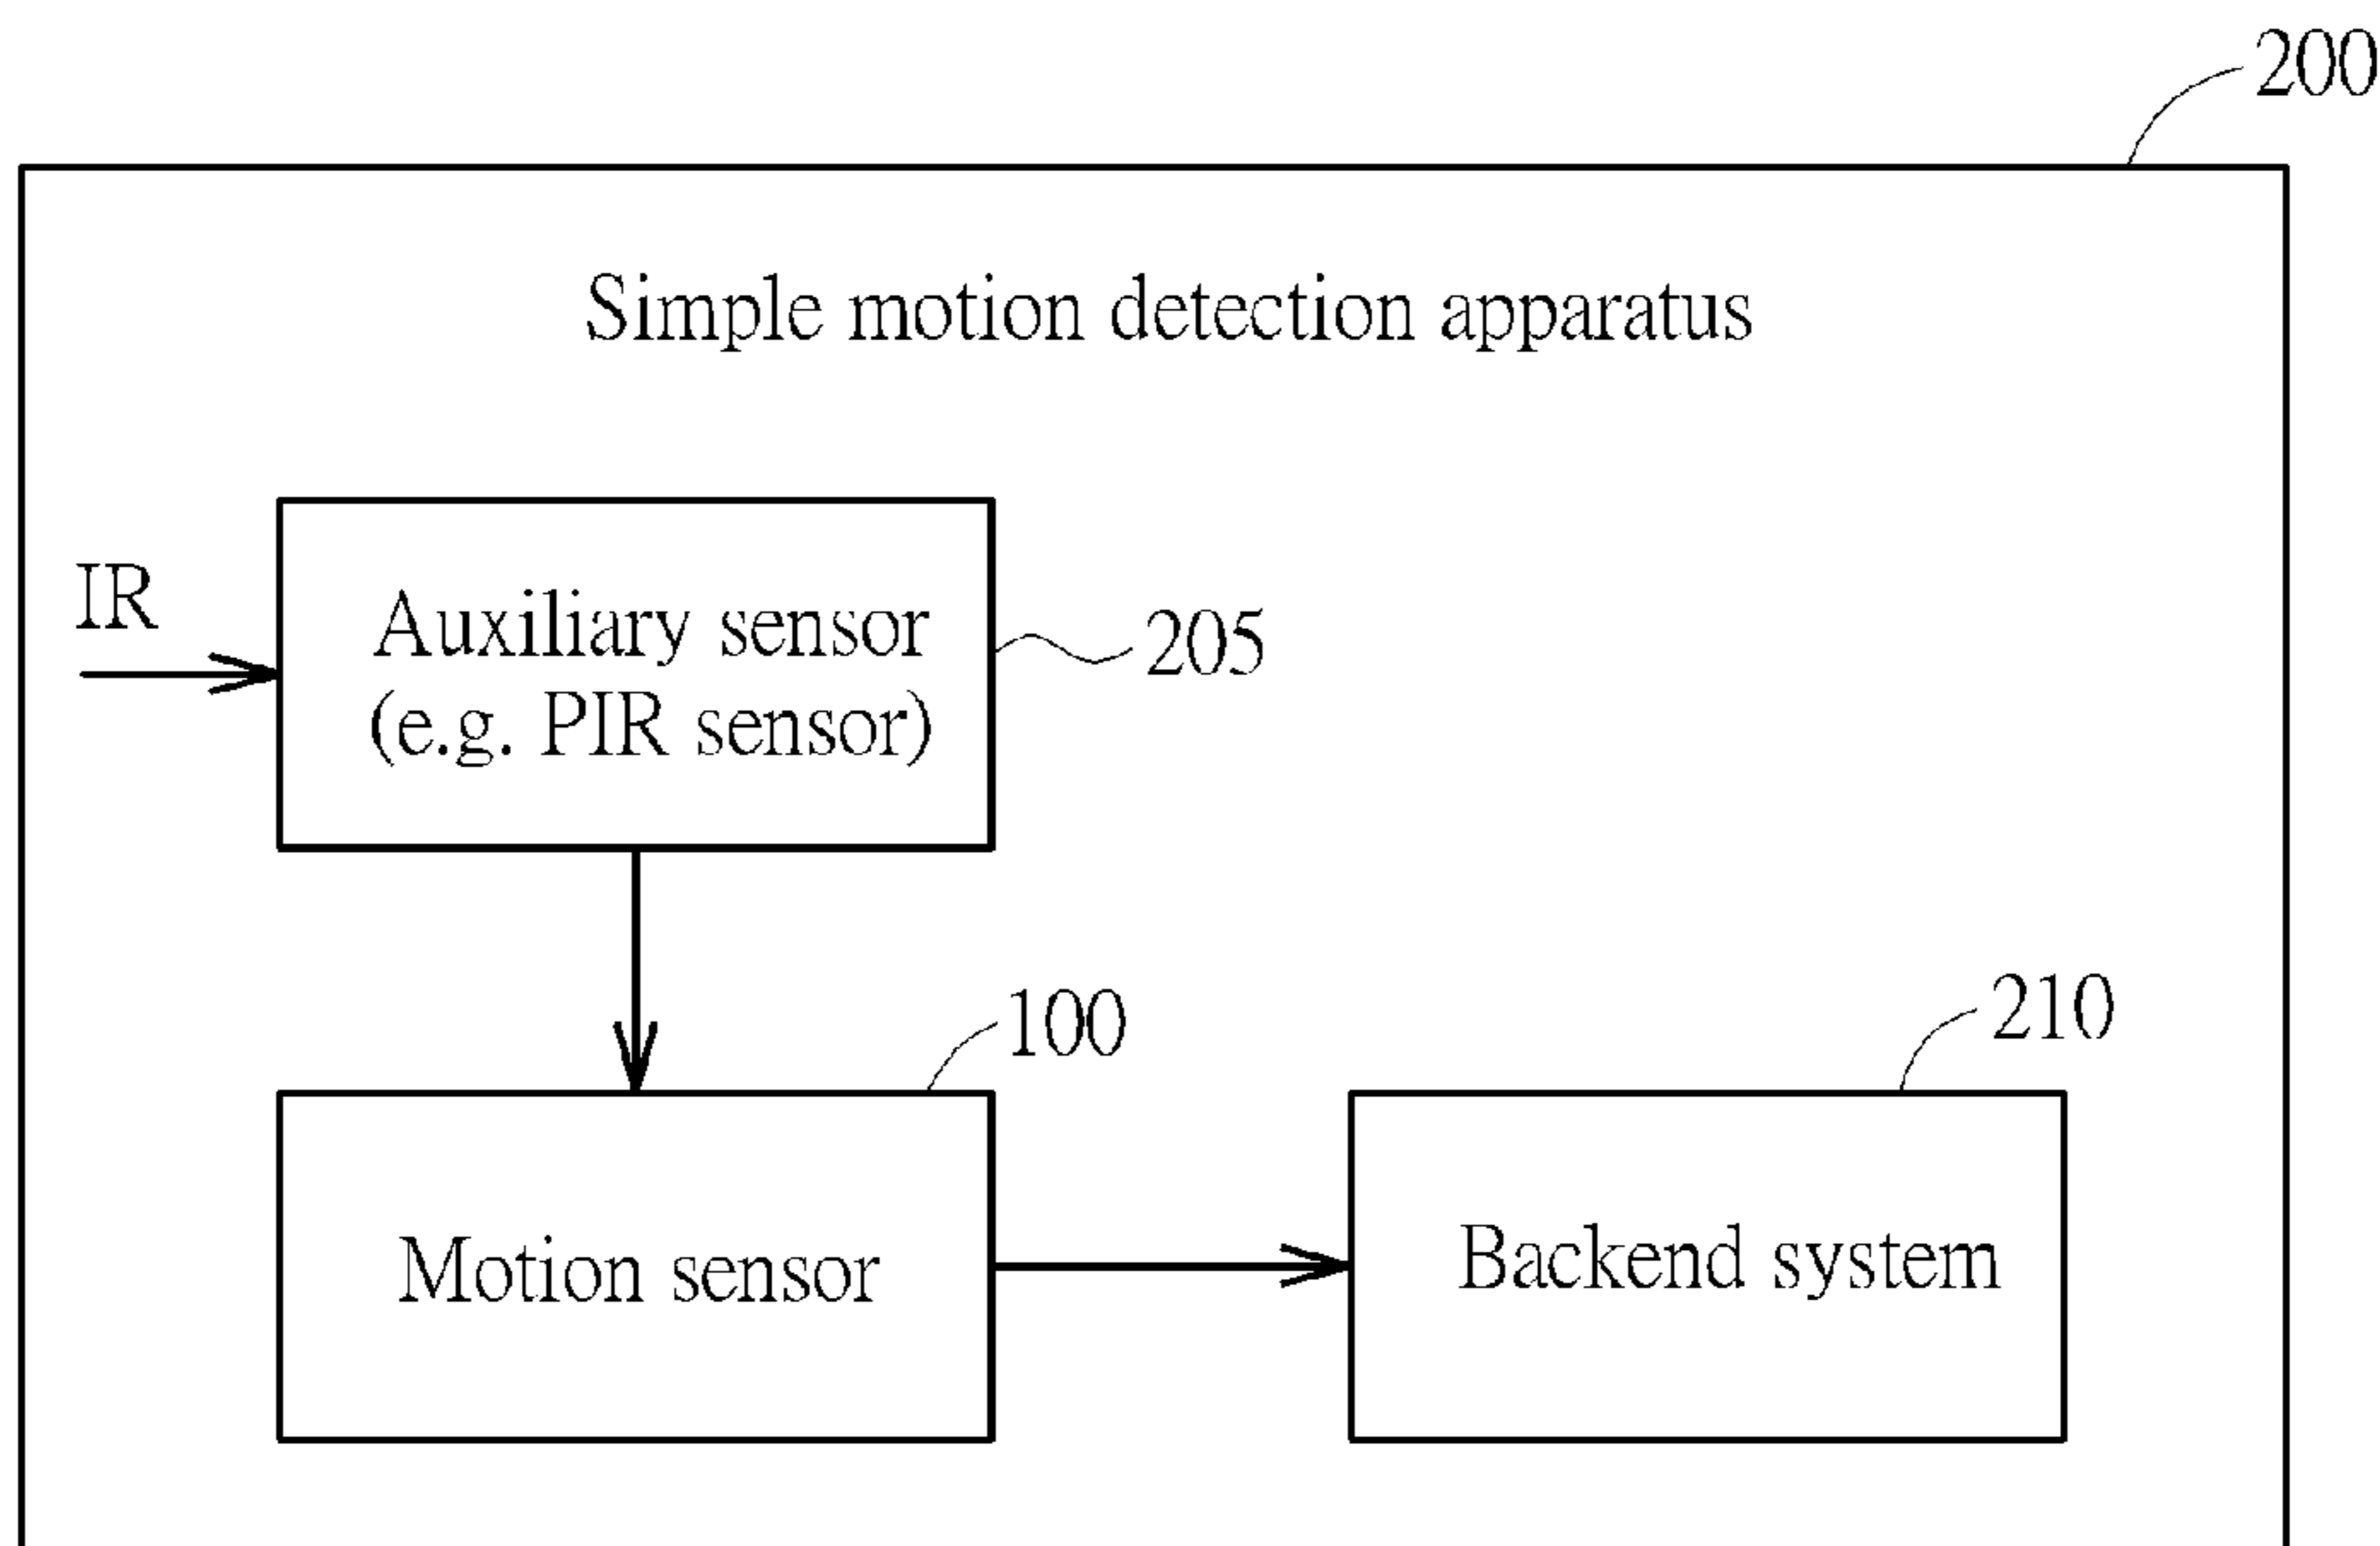 200
Simple motion detection apparatus
IR
Auxiliary sensor
(e.g. PIR sensor)
205
100
210
Motion sensor
Backend system